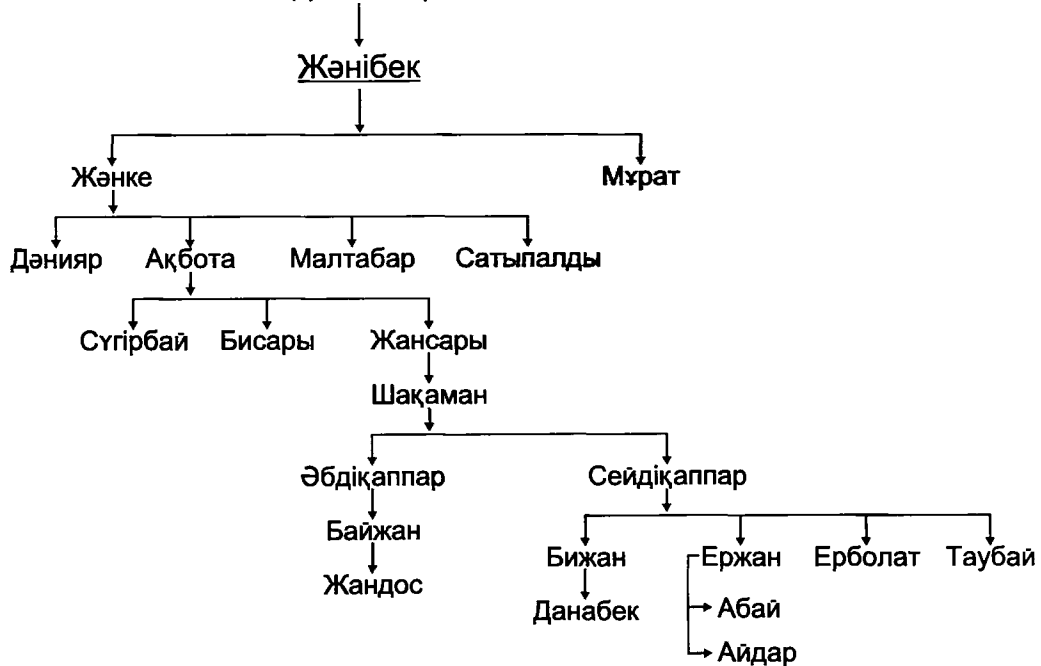 Жәнібек
Жәнке Мұрат
Дәнияр Ақбота Малтабар Сатыпалды
Сүгірбай Бисары Жансары
Шақаман
Әбдіқаппар Сейдіқаппар
Байжан
Бижан Ержан Ерболат Таубай
Жандос
Данабек Абай
Айдар